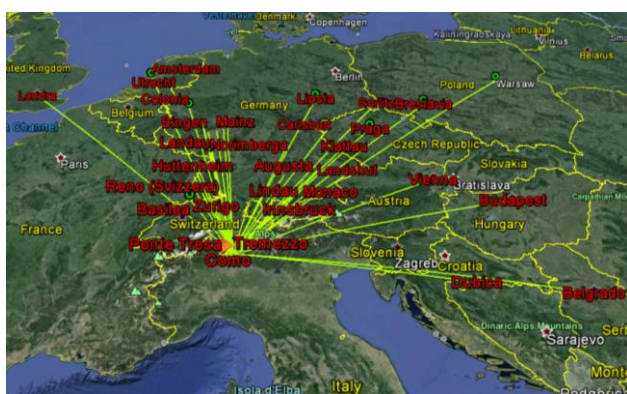 Denmark
Copenhagen
Kaliningradskaya
Lithuania
Vilnius
United Kingdom
Amsterdam
Berlin
Belarus
Utrecht
Poland
Warsaw
Londra
Colonia
Lipsia
Germany
Belgium
Bingen
Mainz
Carlsbad
Breslavia
Channel
Landau
Norimberga
Praga
Klattau
Czech Republic
Paris
Huttenheim
Augusta
Landshut
Slovakia
Reno (Svizzera)
Lindau
Monaco
Vienna
Bratislava
Basilea
Zurigo
Innsbruck
Austria
Budapest
France
Switzerland
Hungary
Alps
Ponte Tresa
Tremezzo
Slovenia
Como
Zagreb
Croatia
Dubica
Belgrado
Dinaric Alps Mountains
Sarajevo
Isola d'Elba
Italy